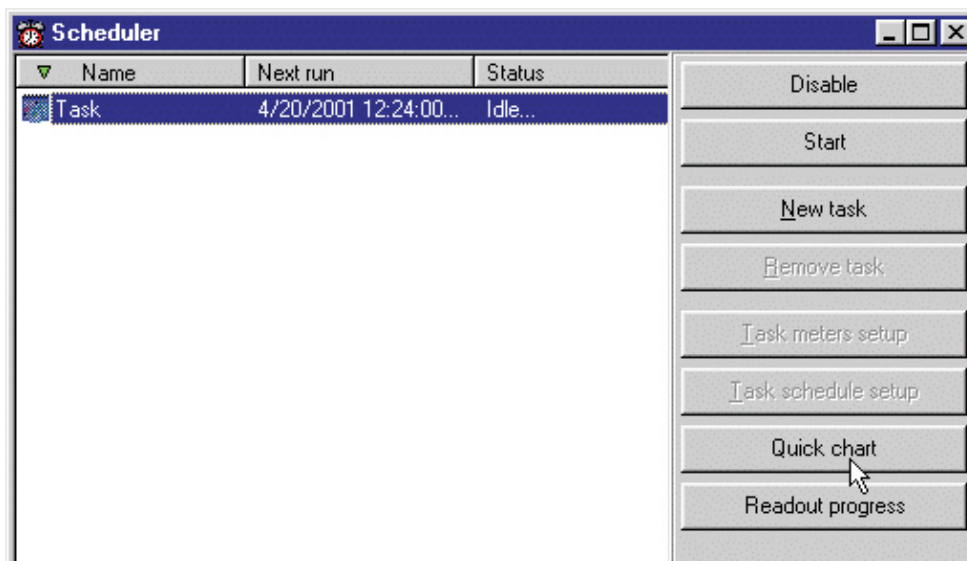 Scheduler
Name Next run Status
Task 4/20/2001 12:24:00... Idle...
Disable
Start
New task
Remove task
Task meters setup
Task schedule setup
Quick chart
Readout progress